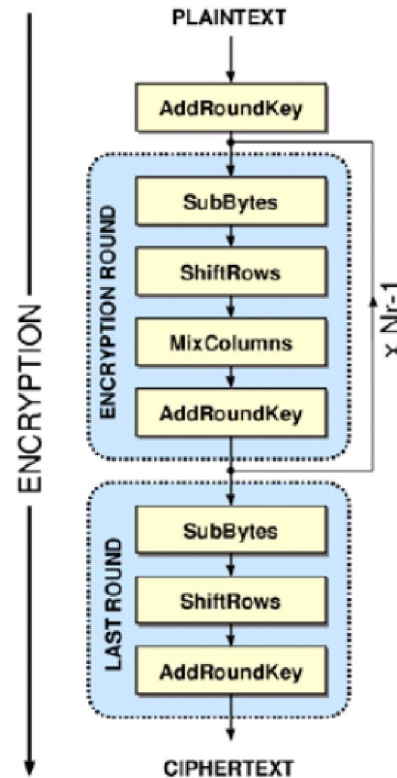 PLAINTEXT
AddRoundKey
ENCRYPTION ROUND
SubBytes
ShiftRows
MixColumns
AddRoundKey
x Nr-1
ENCRYPTION
LAST ROUND
SubBytes
ShiftRows
AddRoundKey
CIPHERTEXT